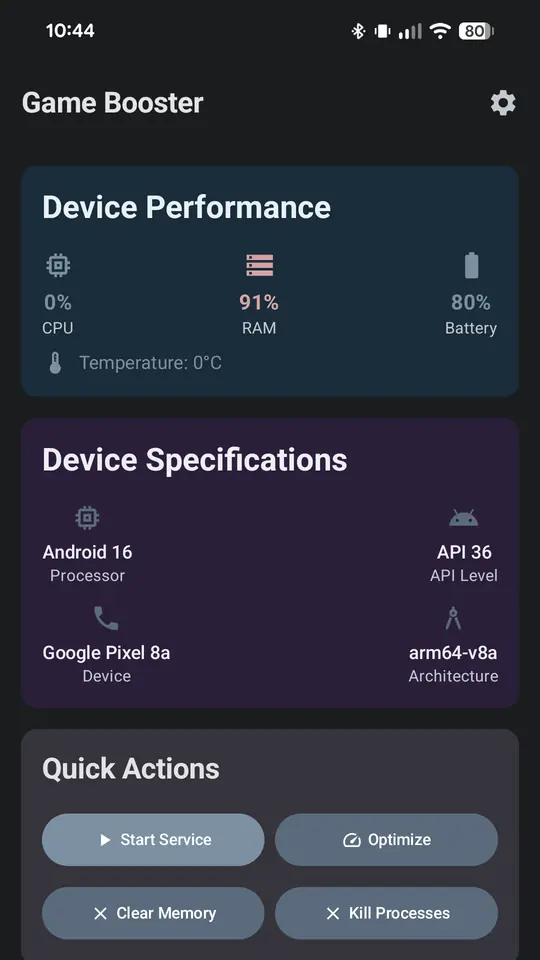 10:44
80
Game Booster
Device Performance
0%
91%
80%
CPU
RAM
Battery
Temperature: 0°C
Device Specifications
Android 16
API 36
Processor
API Level
Google Pixel 8a
arm64-v8a
Device
Architecture
Quick Actions
Start Service
Optimize
Clear Memory
Kill Processes